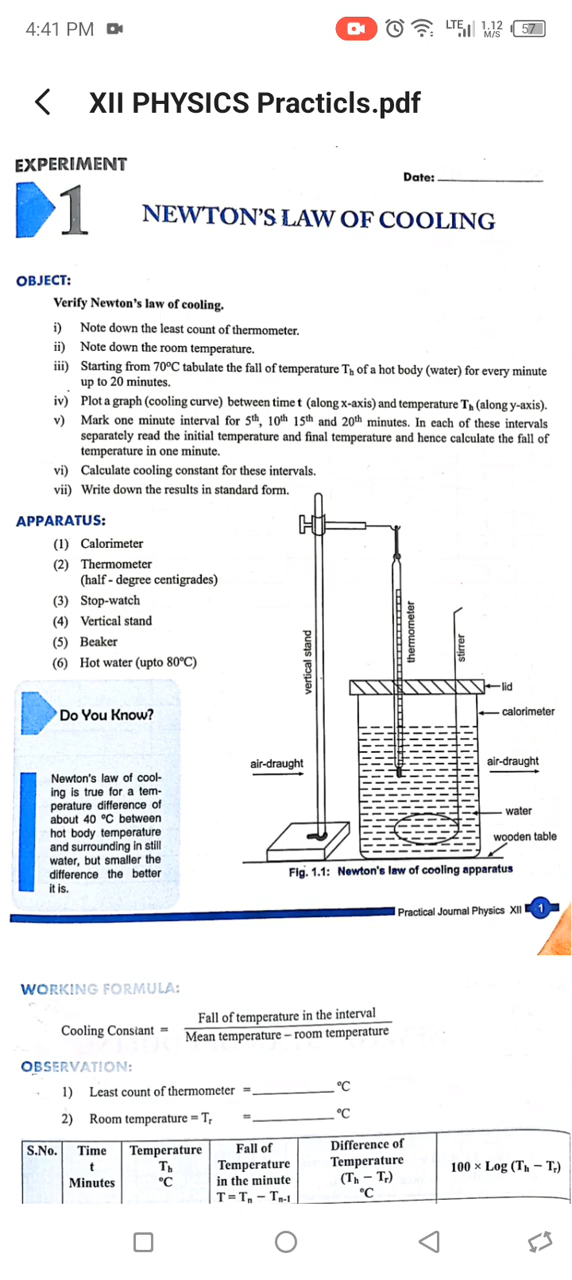 4:41 PM
LTE 1.12 M/S 57
XII PHYSICS Practicls.pdf
EXPERIMENT
Date:
1
NEWTON'S LAW OF COOLING
OBJECT:
Verify Newton's law of cooling.
i) Note down the least count of thermometer.
ii) Note down the room temperature.
iii) Starting from 70ºC tabulate the fall of temperature Tₕ of a hot body (water) for every minute
up to 20 minutes.
iv) Plot a graph (cooling curve) between time t (along x-axis) and temperature Tₕ (along y-axis).
v) Mark one minute interval for 5th, 10th 15th and 20th minutes. In each of these intervals
separately read the initial temperature and final temperature and hence calculate the fall of
temperature in one minute.
vi) Calculate cooling constant for these intervals.
vii) Write down the results in standard form.
APPARATUS:
(1) Calorimeter
(2) Thermometer
(half - degree centigrades)
(3) Stop-watch
(4) Vertical stand
(5) Beaker
(6) Hot water (upto 80ºC)
Do You Know?
Newton's law of cool-
ing is true for a tem-
perature difference of
about 40 ºC between
hot body temperature
and surrounding in still
water, but smaller the
difference the better
it is.
vertical stand
thermometer
stirrer
lid
calorimeter
air-draught
air-draught
water
wooden table
Fig. 1.1: Newton's law of cooling apparatus
Practical Journal Physics XII 1
WORKING FORMULA:
Cooling Constant =
Fall of temperature in the interval
Mean temperature – room temperature
OBSERVATION:
1) Least count of thermometer = ºC
2) Room temperature = Tᵣ = ºC
S.No.
Time
t
Minutes
Temperature
Tₕ
ºC
Fall of
Temperature
in the minute
T = Tₙ – Tₙ₋₁
Difference of
Temperature
(Tₕ – Tᵣ)
ºC
100 × Log (Tₕ – Tᵣ)